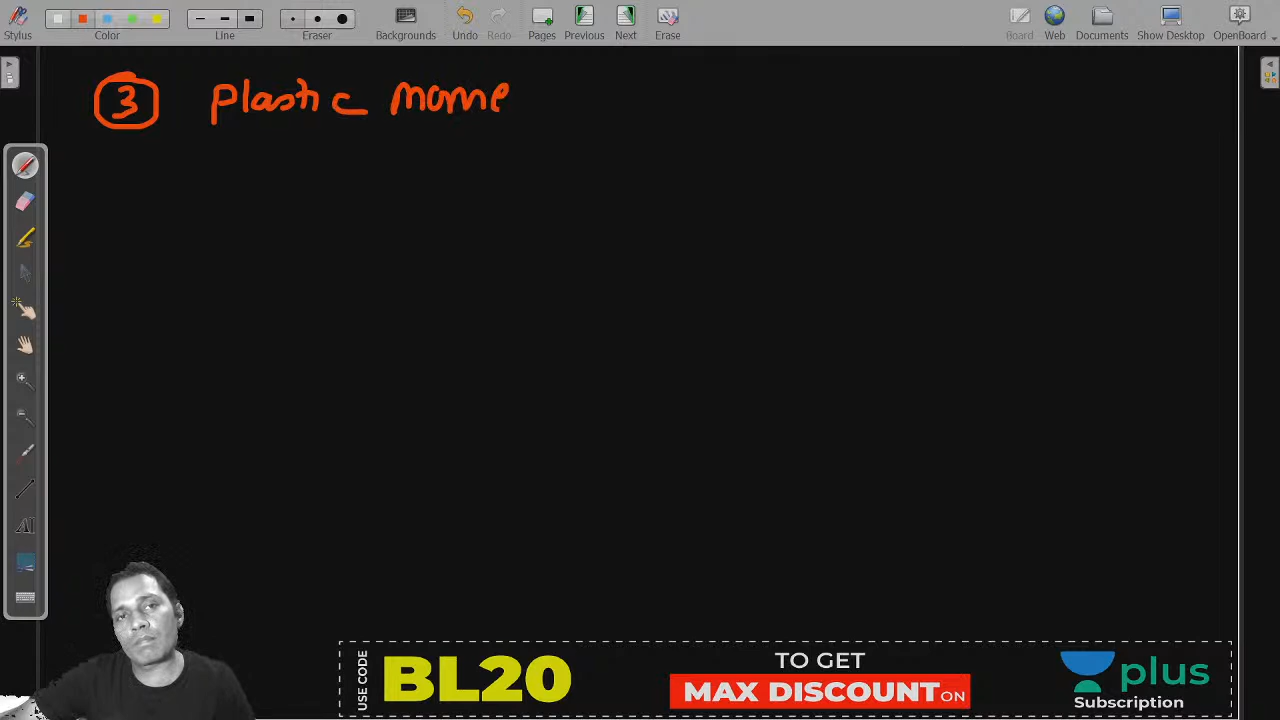 Color Line Eraser Backgrounds Undo Redo Pages Previous Next Erase Board Web Documents Show Desktop OpenBoard
Stylus
3 Plastic Mome
AI
USE CODE
BL20
TO GET
MAX DISCOUNT ON
plus
Subscription